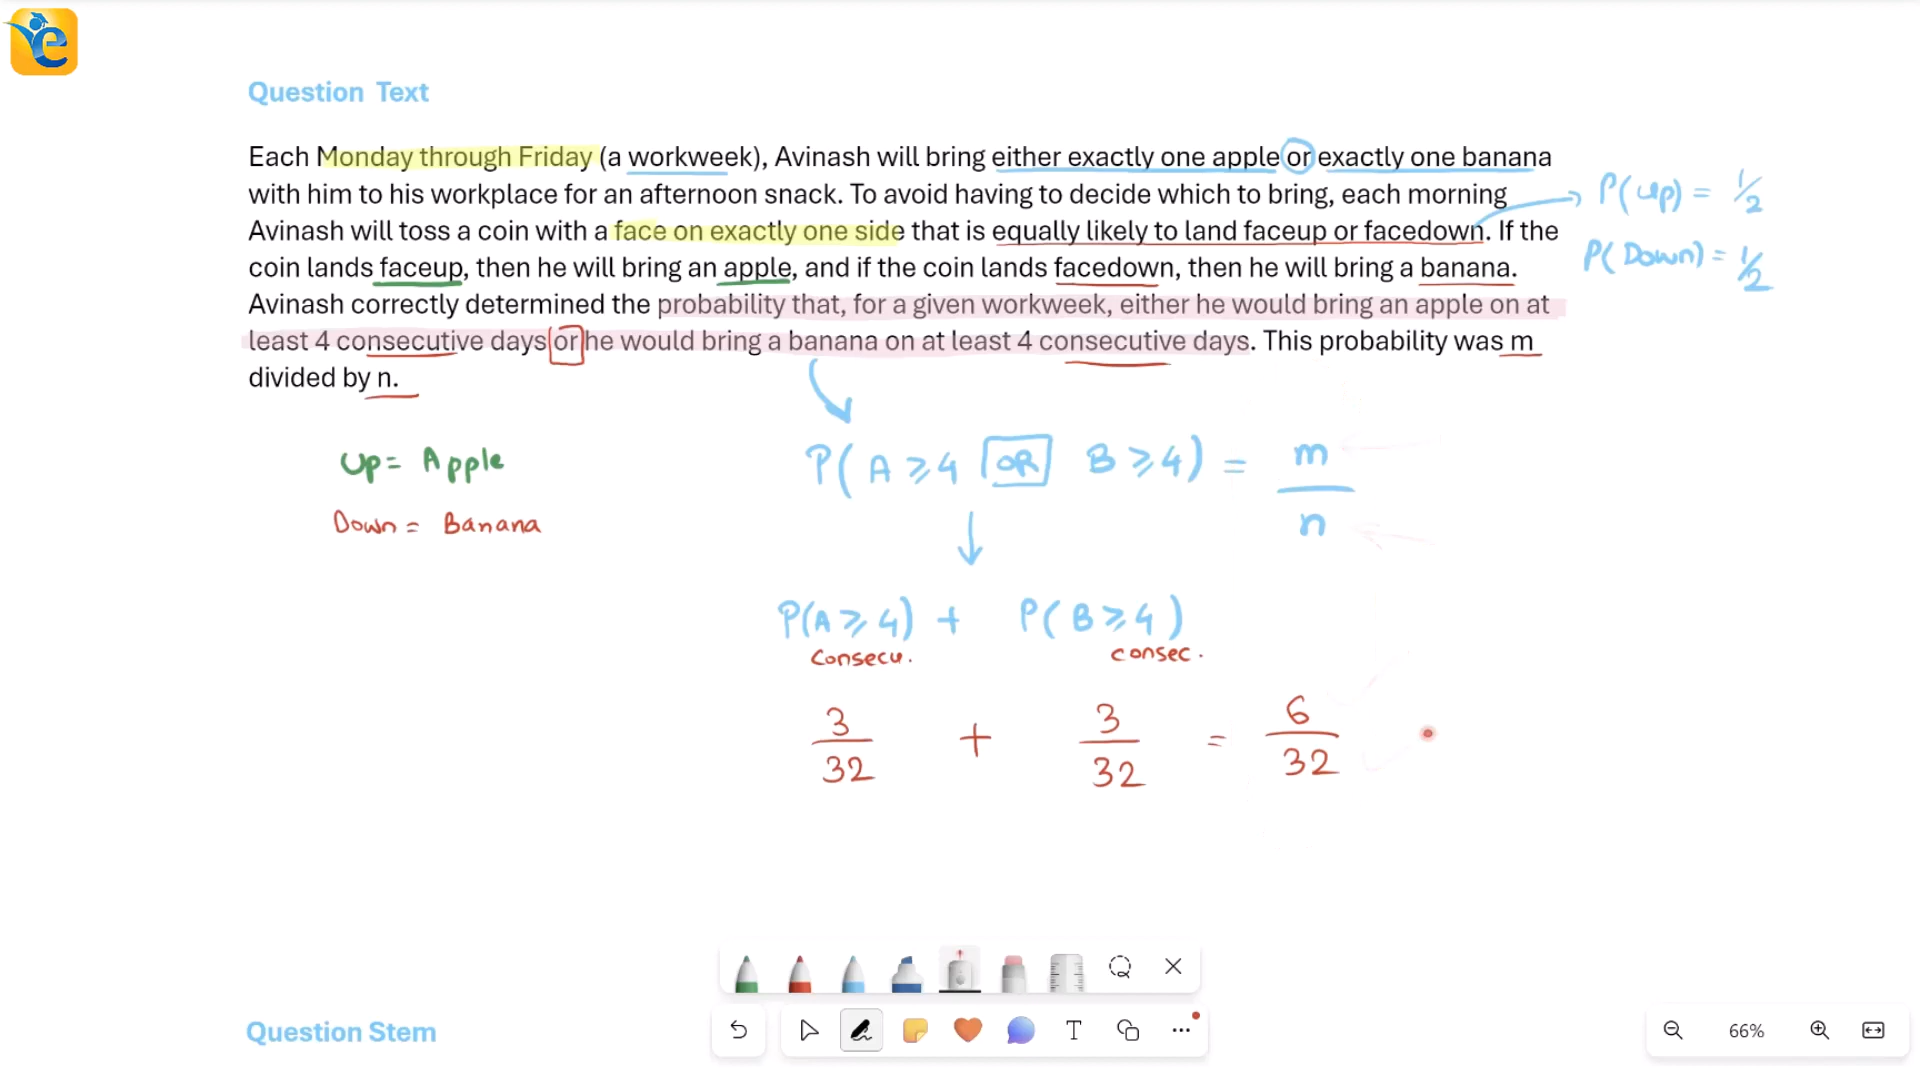 e
Question Text
Each Monday through Friday (a workweek), Avinash will bring either exactly one apple or exactly one banana
with him to his workplace for an afternoon snack. To avoid having to decide which to bring, each morning
Avinash will toss a coin with a face on exactly one side that is equally likely to land faceup or facedown. If the
coin lands faceup, then he will bring an apple, and if the coin lands facedown, then he will bring a banana.
Avinash correctly determined the probability that, for a given workweek, either he would bring an apple on at
least 4 consecutive days or he would bring a banana on at least 4 consecutive days. This probability was m
divided by n.
P(Up) = 1/2
P(Down) = 1/2
Up = Apple
Down = Banana
P(A ≥ 4 OR B ≥ 4) = m/n
P(A ≥ 4) + P(B ≥ 4)
Consecu. consec.
3/32 + 3/32 = 6/32
Question Stem
T
66%